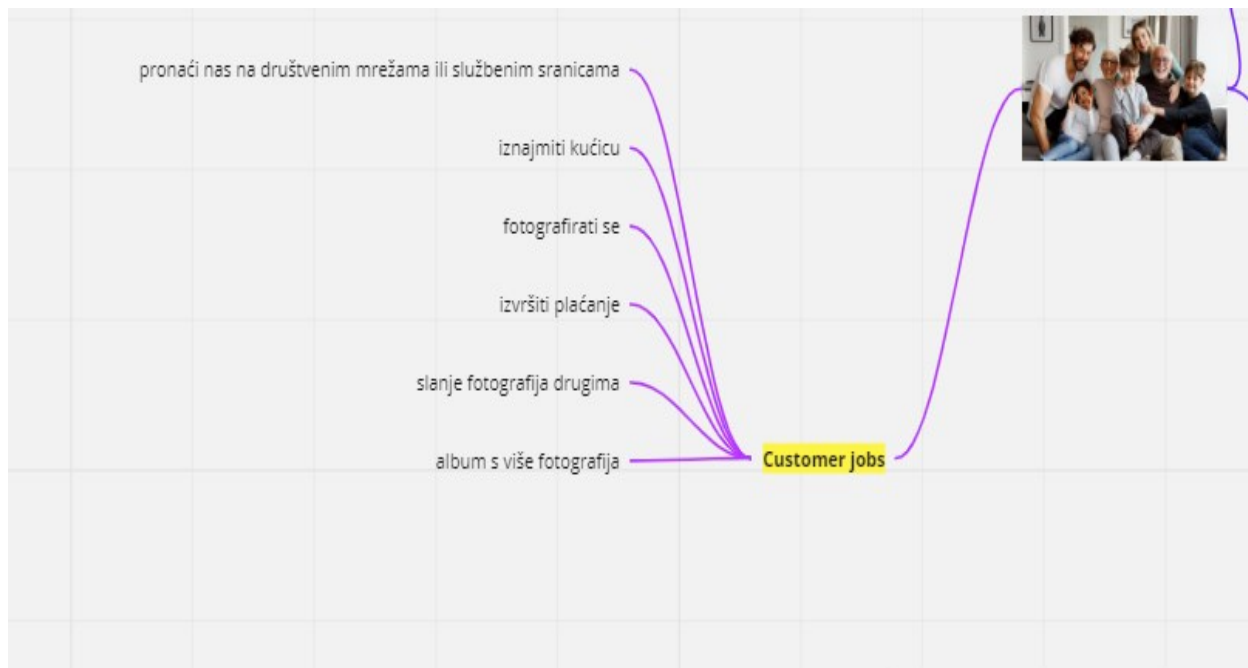 pronaći nas na društvenim mrežama ili službenim sranicama
iznajmiti kućicu
fotografirati se
izvršiti plaćanje
slanje fotografija drugima
album s više fotografija
Customer jobs